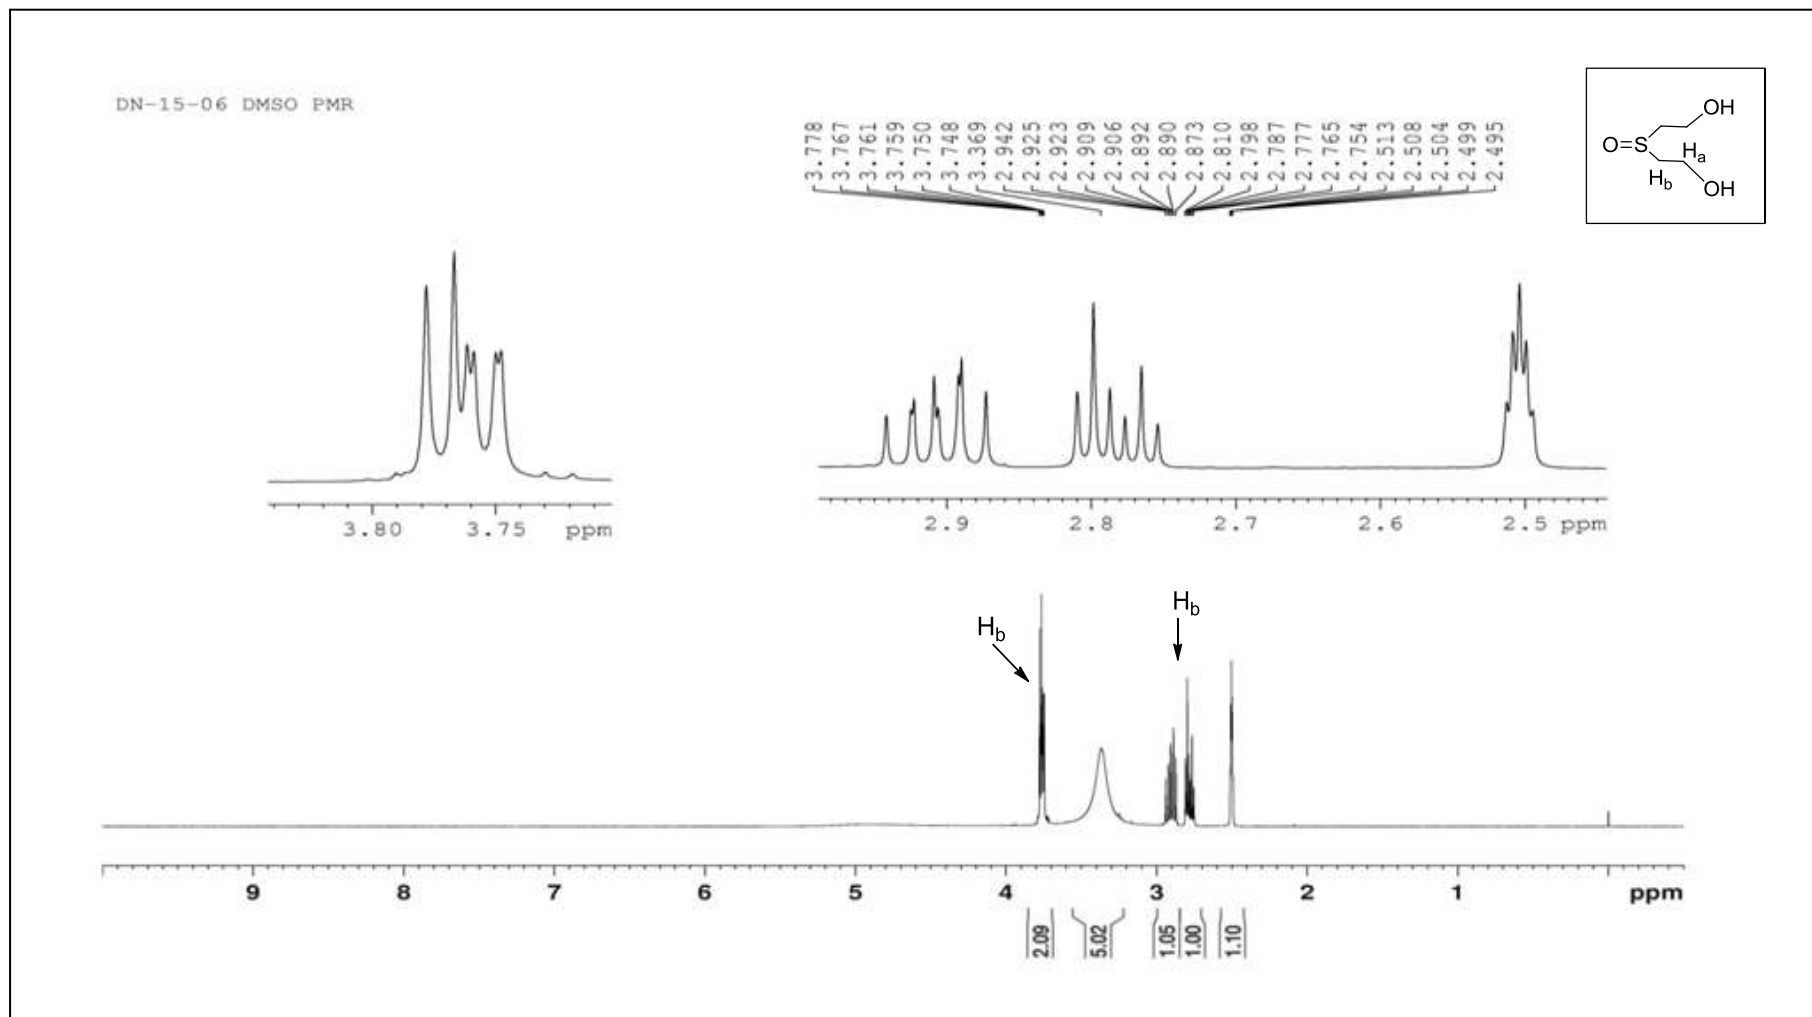 DN-15-06 DMSO PMR
3.778
3.767
3.761
3.759
3.750
3.748
3.369
2.942
2.925
2.923
2.909
2.906
2.892
2.890
2.873
2.810
2.798
2.787
2.777
2.765
2.754
2.513
2.508
2.504
2.499
2.495
OH
O=S
Ha
Hb
OH
3.80 3.75 ppm
2.9 2.8 2.7 2.6 2.5 ppm
Hb
Hb
9 8 7 6 5 4 3 2 1 ppm
2.09
5.02
1.05
1.00
1.10